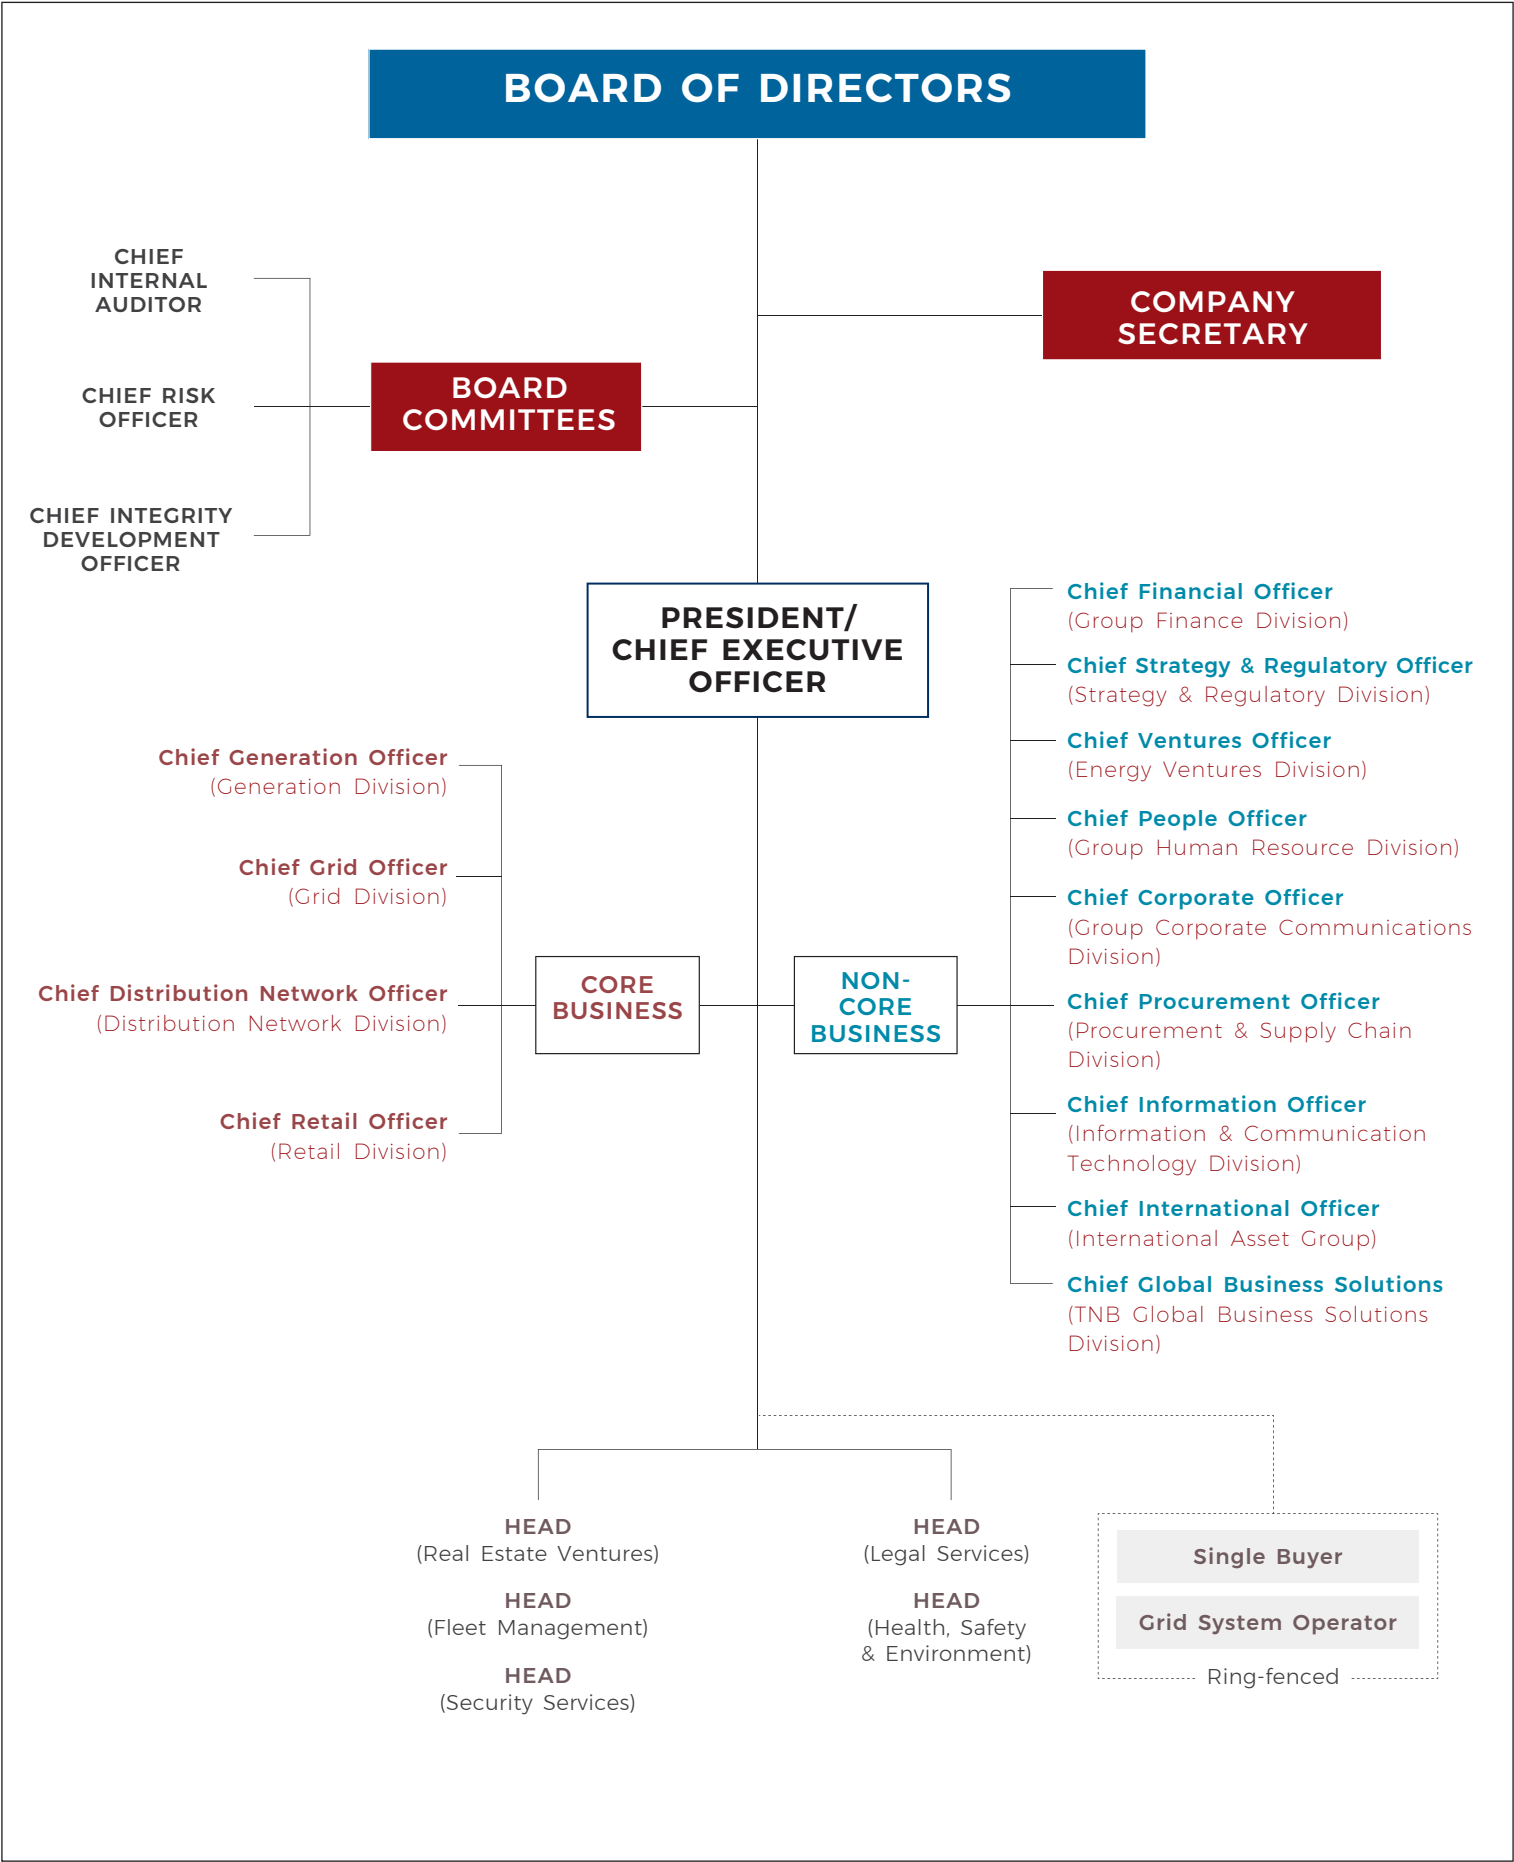 BOARD OF DIRECTORS
CHIEF
INTERNAL
AUDITOR
COMPANY
SECRETARY
CHIEF RISK
OFFICER
BOARD
COMMITTEES
CHIEF INTEGRITY
DEVELOPMENT
OFFICER
PRESIDENT/
CHIEF EXECUTIVE
OFFICER
Chief Generation Officer
(Generation Division)
Chief Grid Officer
(Grid Division)
Chief Distribution Network Officer
(Distribution Network Division)
Chief Retail Officer
(Retail Division)
CORE
BUSINESS
NON-
CORE
BUSINESS
Chief Financial Officer
(Group Finance Division)
Chief Strategy & Regulatory Officer
(Strategy & Regulatory Division)
Chief Ventures Officer
(Energy Ventures Division)
Chief People Officer
(Group Human Resource Division)
Chief Corporate Officer
(Group Corporate Communications
Division)
Chief Procurement Officer
(Procurement & Supply Chain
Division)
Chief Information Officer
(Information & Communication
Technology Division)
Chief International Officer
(International Asset Group)
Chief Global Business Solutions
(TNB Global Business Solutions
Division)
HEAD
(Real Estate Ventures)
HEAD
(Fleet Management)
HEAD
(Security Services)
HEAD
(Legal Services)
HEAD
(Health, Safety
& Environment)
Single Buyer
Grid System Operator
Ring-fenced